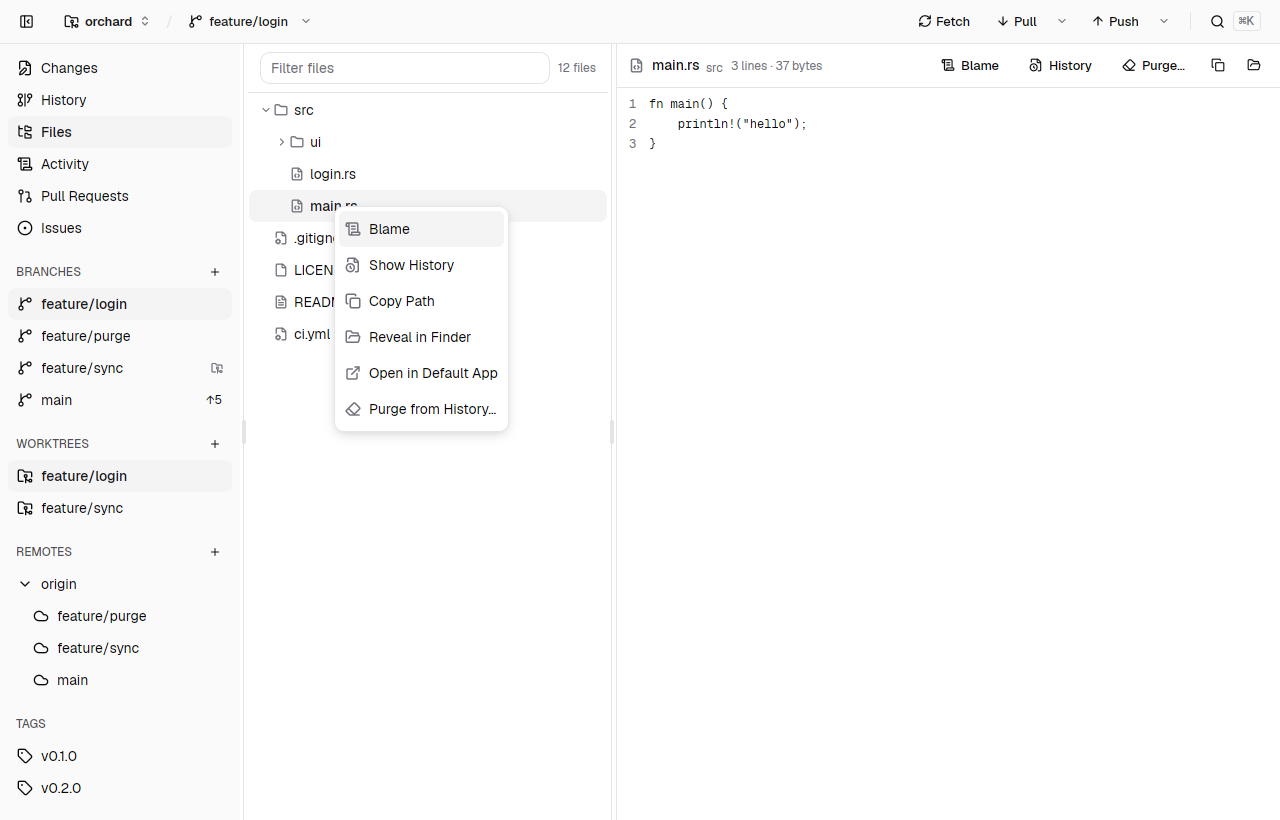 orchard / feature/login Fetch Pull Push ⌘K
Changes
History
Files
Activity
Pull Requests
Issues
BRANCHES
feature/login
feature/purge
feature/sync
main ↑5
WORKTREES
feature/login
feature/sync
REMOTES
origin
feature/purge
feature/sync
main
TAGS
v0.1.0
v0.2.0
Filter files 12 files
src
ui
login.rs
main.rs
ci.yml
Blame
Show History
Copy Path
Reveal in Finder
Open in Default App
Purge from History...
main.rs src 3 lines · 37 bytes Blame History Purge...
1 fn main() {
2     println!("hello");
3 }